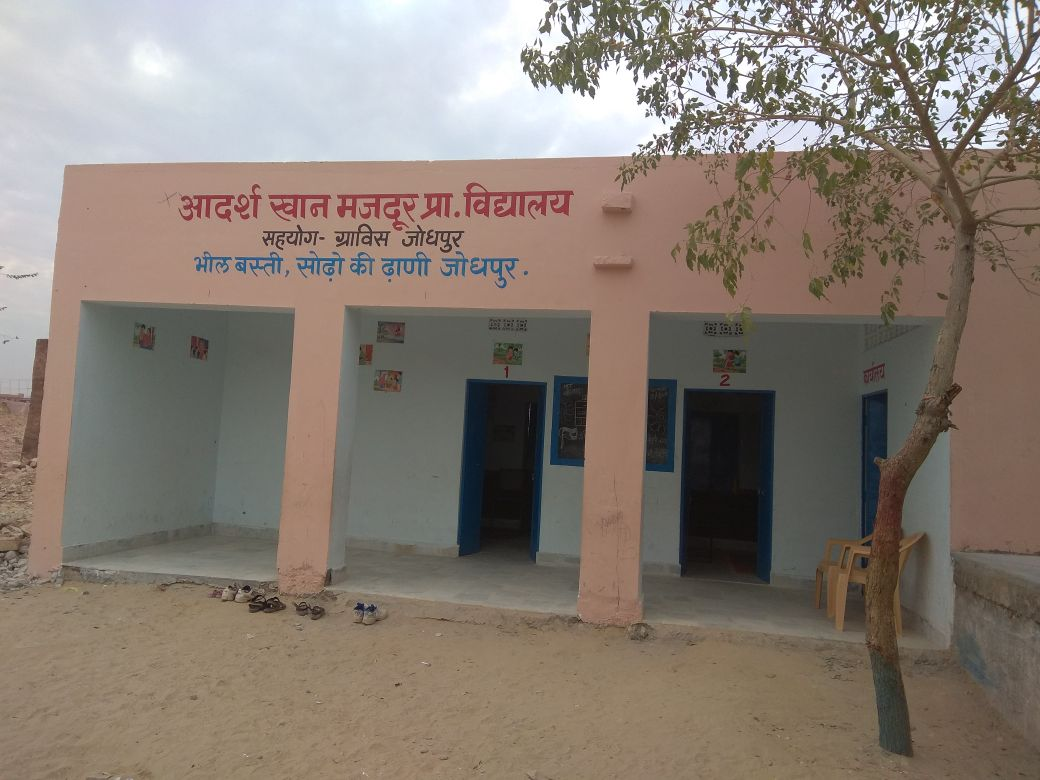 आदर्श खान मजदूर प्रा. विद्यालय
सहयोग- ग्राविस जोधपुर
भील बस्ती, सोढ़ो की ढ़ाणी जोधपुर.
1
2
कार्यालय